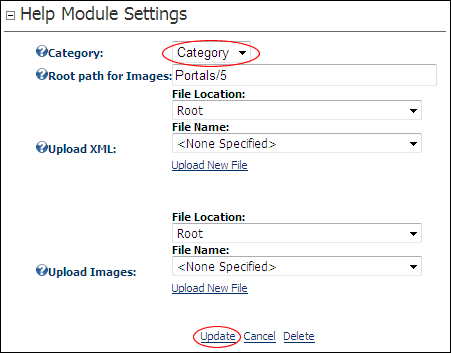 Help Module Settings
Category: Category
Root path for Images: Portals/5
File Location:
Root
File Name:
Upload XML: <None Specified>
Upload New File
File Location:
Root
File Name:
Upload Images: <None Specified>
Upload New File
Update Cancel Delete